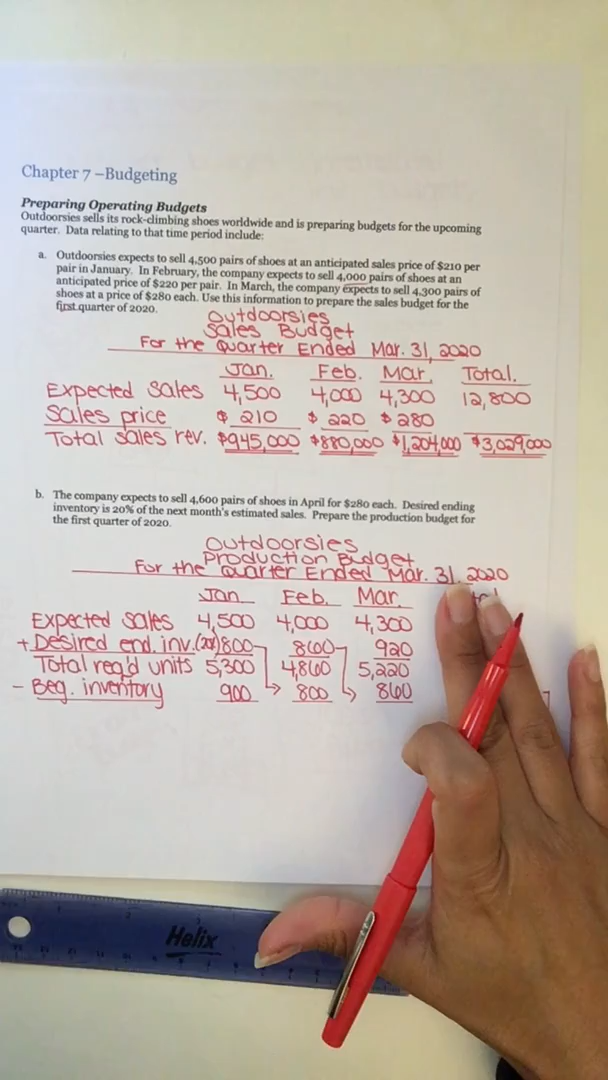 Chapter 7 –Budgeting
Preparing Operating Budgets
Outdoorsies sells its rock-climbing shoes worldwide and is preparing budgets for the upcoming
quarter. Data relating to that time period include:
a. Outdoorsies expects to sell 4,500 pairs of shoes at an anticipated sales price of $210 per
pair in January. In February, the company expects to sell 4,000 pairs of shoes at an
anticipated price of $220 per pair. In March, the company expects to sell 4,300 pairs of
shoes at a price of $280 each. Use this information to prepare the sales budget for the
first quarter of 2020.
Outdoorsies
Sales Budget
For the Quarter Ended Mar. 31, 2020
Jan. Feb. Mar. Total.
Expected Sales 4,500 4,000 4,300 12,800
Sales price $ 210 $ 220 $ 280
Total sales rev. $945,000 $880,000 $1,204,000 $3,029,000
b. The company expects to sell 4,600 pairs of shoes in April for $280 each. Desired ending
inventory is 20% of the next month's estimated sales. Prepare the production budget for
the first quarter of 2020.
Outdoorsies
Production Budget
For the Quarter Ended Mar. 31, 2020
Jan Feb. Mar.
Expected Sales 4,500 4,000 4,300
+ Desired end. inv. 800 860 920
Total req'd units 5,300 4,860 5,220
- Beg. inventory 900 800 860
Helix